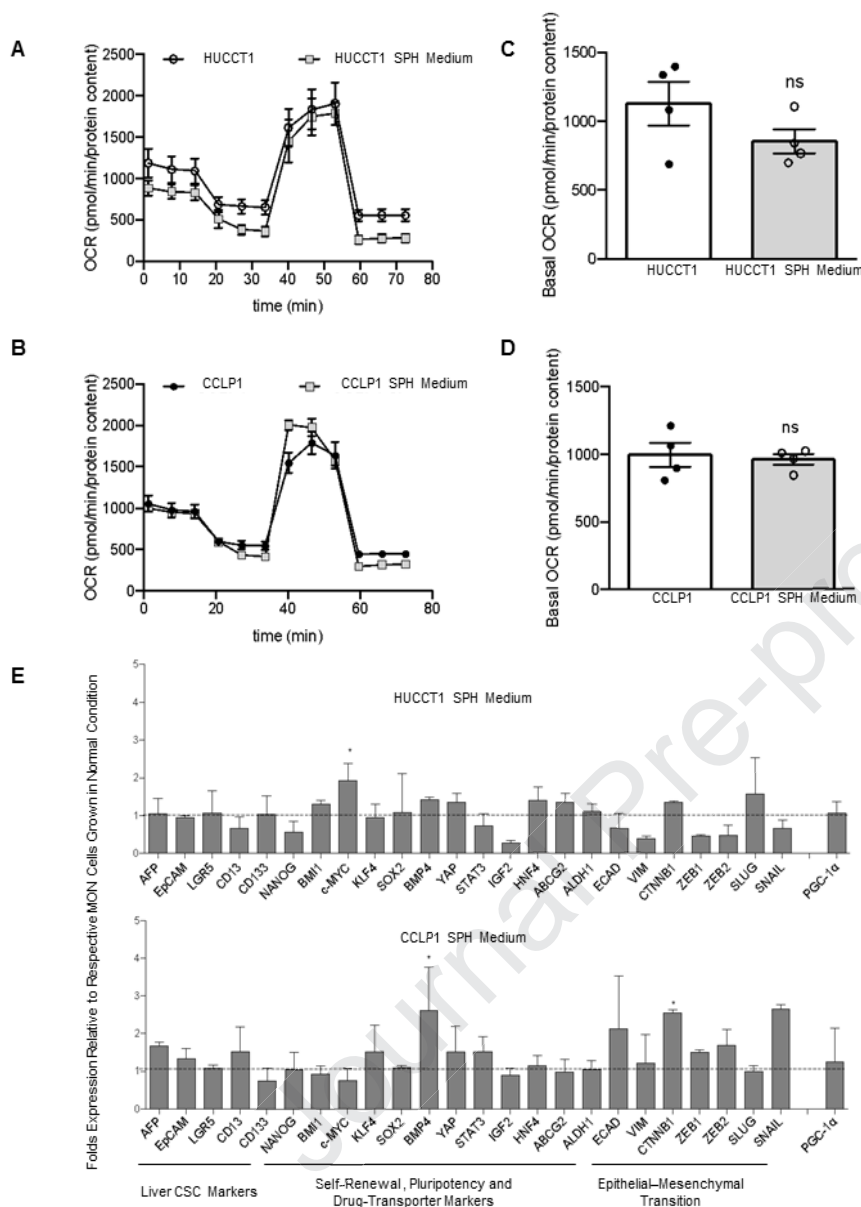 A
HUCCT1 HUCCT1 SPH Medium
OCR (pmol/min/protein content)
2500
2000
1500
1000
500
0
0 10 20 30 40 50 60 70 80
time (min)
C
Basal OCR (pmol/min/protein content)
1500
1000
500
0
ns
HUCCT1 HUCCT1 SPH Medium
B
CCLP1 CCLP1 SPH Medium
OCR (pmol/min/protein content)
2500
2000
1500
1000
500
0
0 20 40 60 80
time (min)
D
Basal OCR (pmol/min/protein content)
1500
1000
500
0
ns
CCLP1 CCLP1 SPH Medium
E
Folds Expression Relative to Respective MON Cells Grown in Normal Condition
HUCCT1 SPH Medium
5
4
3
2
1
0
*
AFP EpCAM LGR5 CD13 CD133 NANOG BMI1 c-MYC KLF4 SOX2 BMP4 YAP STAT3 IGF2 HNF4 ABCG2 ALDH1 ECAD VIM CTNNB1 ZEB1 ZEB2 SLUG SNAIL PGC-1α
CCLP1 SPH Medium
5
4
3
2
1
0
* *
AFP EpCAM LGR5 CD13 CD133 NANOG BMI1 c-MYC KLF4 SOX2 BMP4 YAP STAT3 IGF2 HNF4 ABCG2 ALDH1 ECAD VIM CTNNB1 ZEB1 ZEB2 SLUG SNAIL PGC-1α
Liver CSC Markers
Self-Renewal, Pluripotency and
Drug-Transporter Markers
Epithelial–Mesenchymal
Transition
Journal Pre-pro